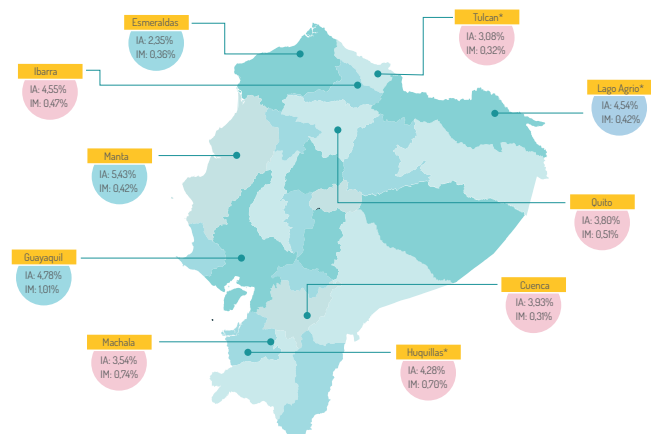 Esmeraldas
IA: 2,35%
IM: 0,36%
Tulcan*
IA: 3,08%
IM: 0,32%
Ibarra
IA: 4,55%
IM: 0,47%
Lago Agrio*
IA: 4,54%
IM: 0,42%
Manta
IA: 5,43%
IM: 0,42%
Quito
IA: 3,80%
IM: 0,51%
Guayaquil
IA: 4,78%
IM: 1,01%
Cuenca
IA: 3,93%
IM: 0,31%
Machala
IA: 3,54%
IM: 0,74%
Huquillas*
IA: 4,28%
IM: 0,70%